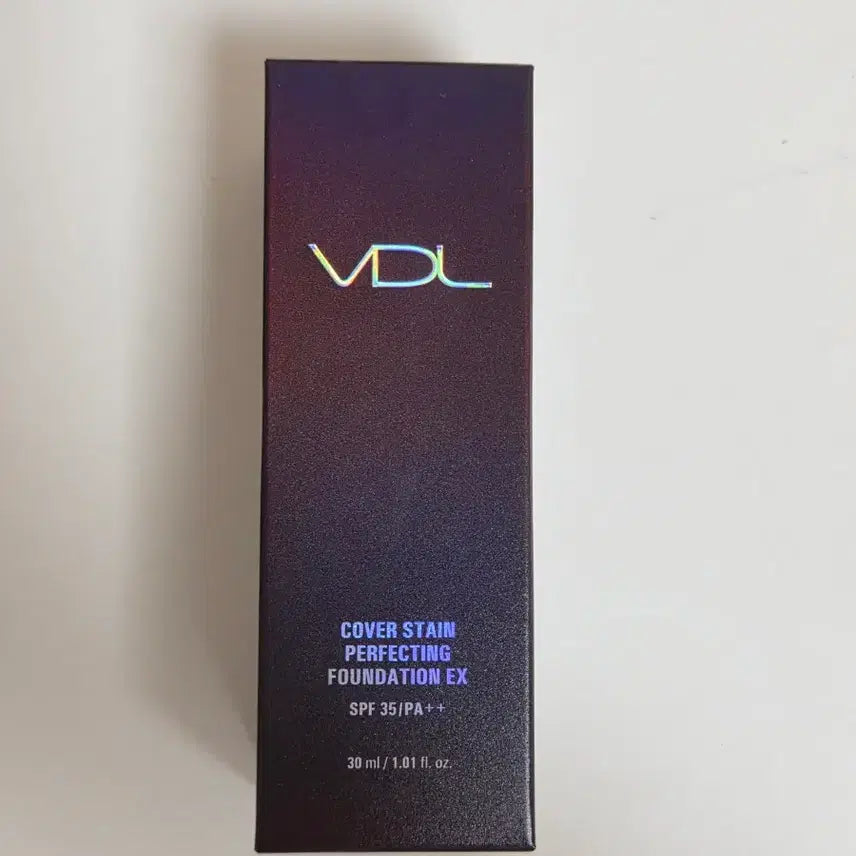 VDL
COVER STAIN
PERFECTING
FOUNDATION EX
SPF 35/PA++
30 ml / 1.01 fl. oz.